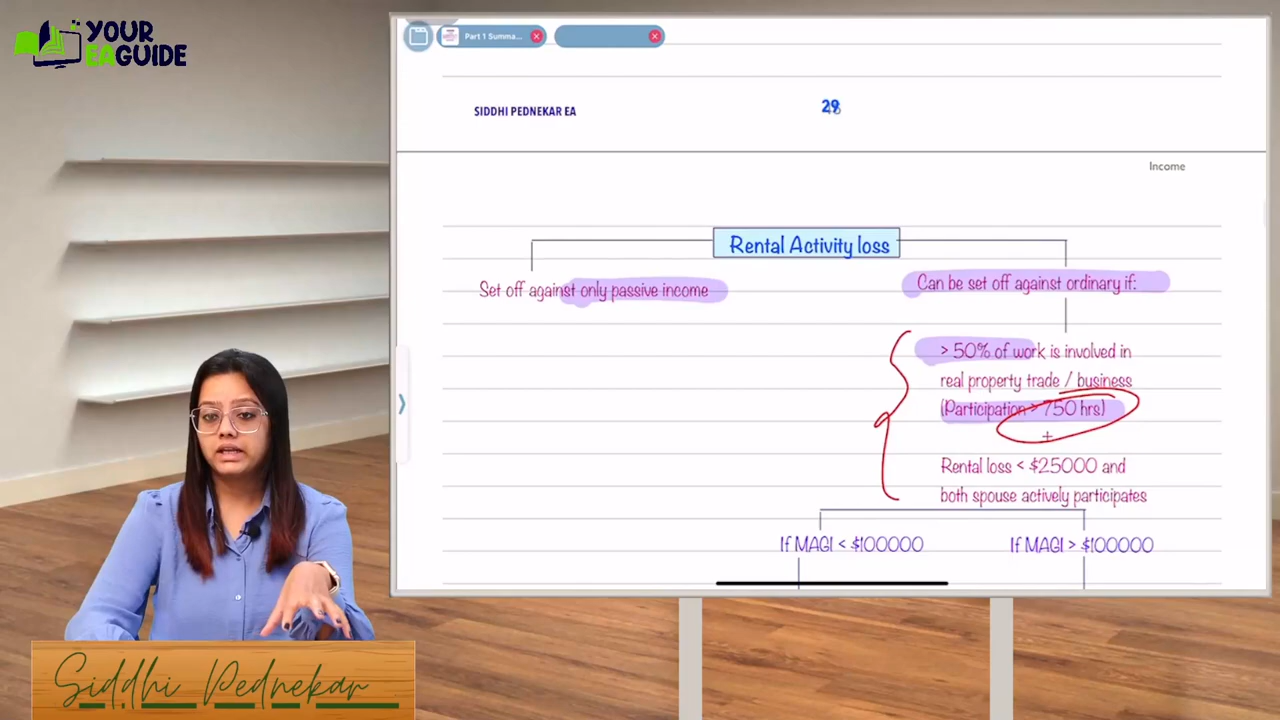 YOUR
EAGUIDE
Part 1 Summa...
SIDDHI PEDNEKAR EA
Income
Rental Activity loss
Set off against only passive income
Can be set off against ordinary if:
> 50% of work is involved in
real property trade / business
(Participation > 750 hrs)
+
Rental loss < $25000 and
both spouse actively participates
If MAGI < $100000
If MAGI > $100000
Siddhi Pednekar